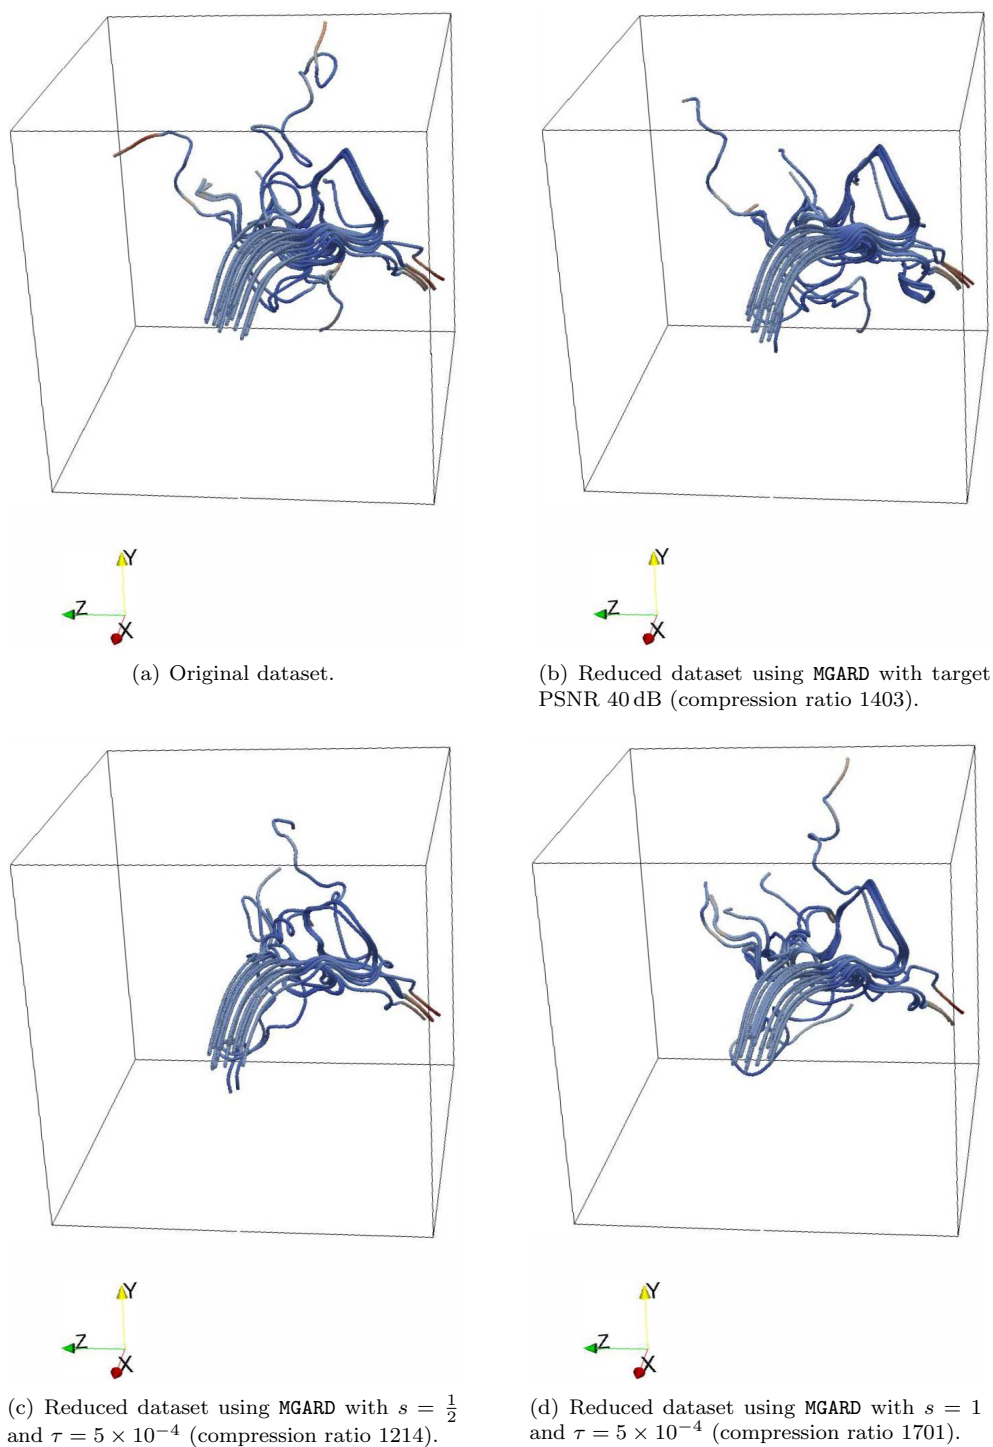 Y
Z
X
Y
Z
X
(a) Original dataset.
(b) Reduced dataset using MGARD with target
PSNR 40 dB (compression ratio 1403).
Y
Z
X
Y
Z
X
(c) Reduced dataset using MGARD with s = 1/2
and τ = 5 × 10⁻⁴ (compression ratio 1214).
(d) Reduced dataset using MGARD with s = 1
and τ = 5 × 10⁻⁴ (compression ratio 1701).